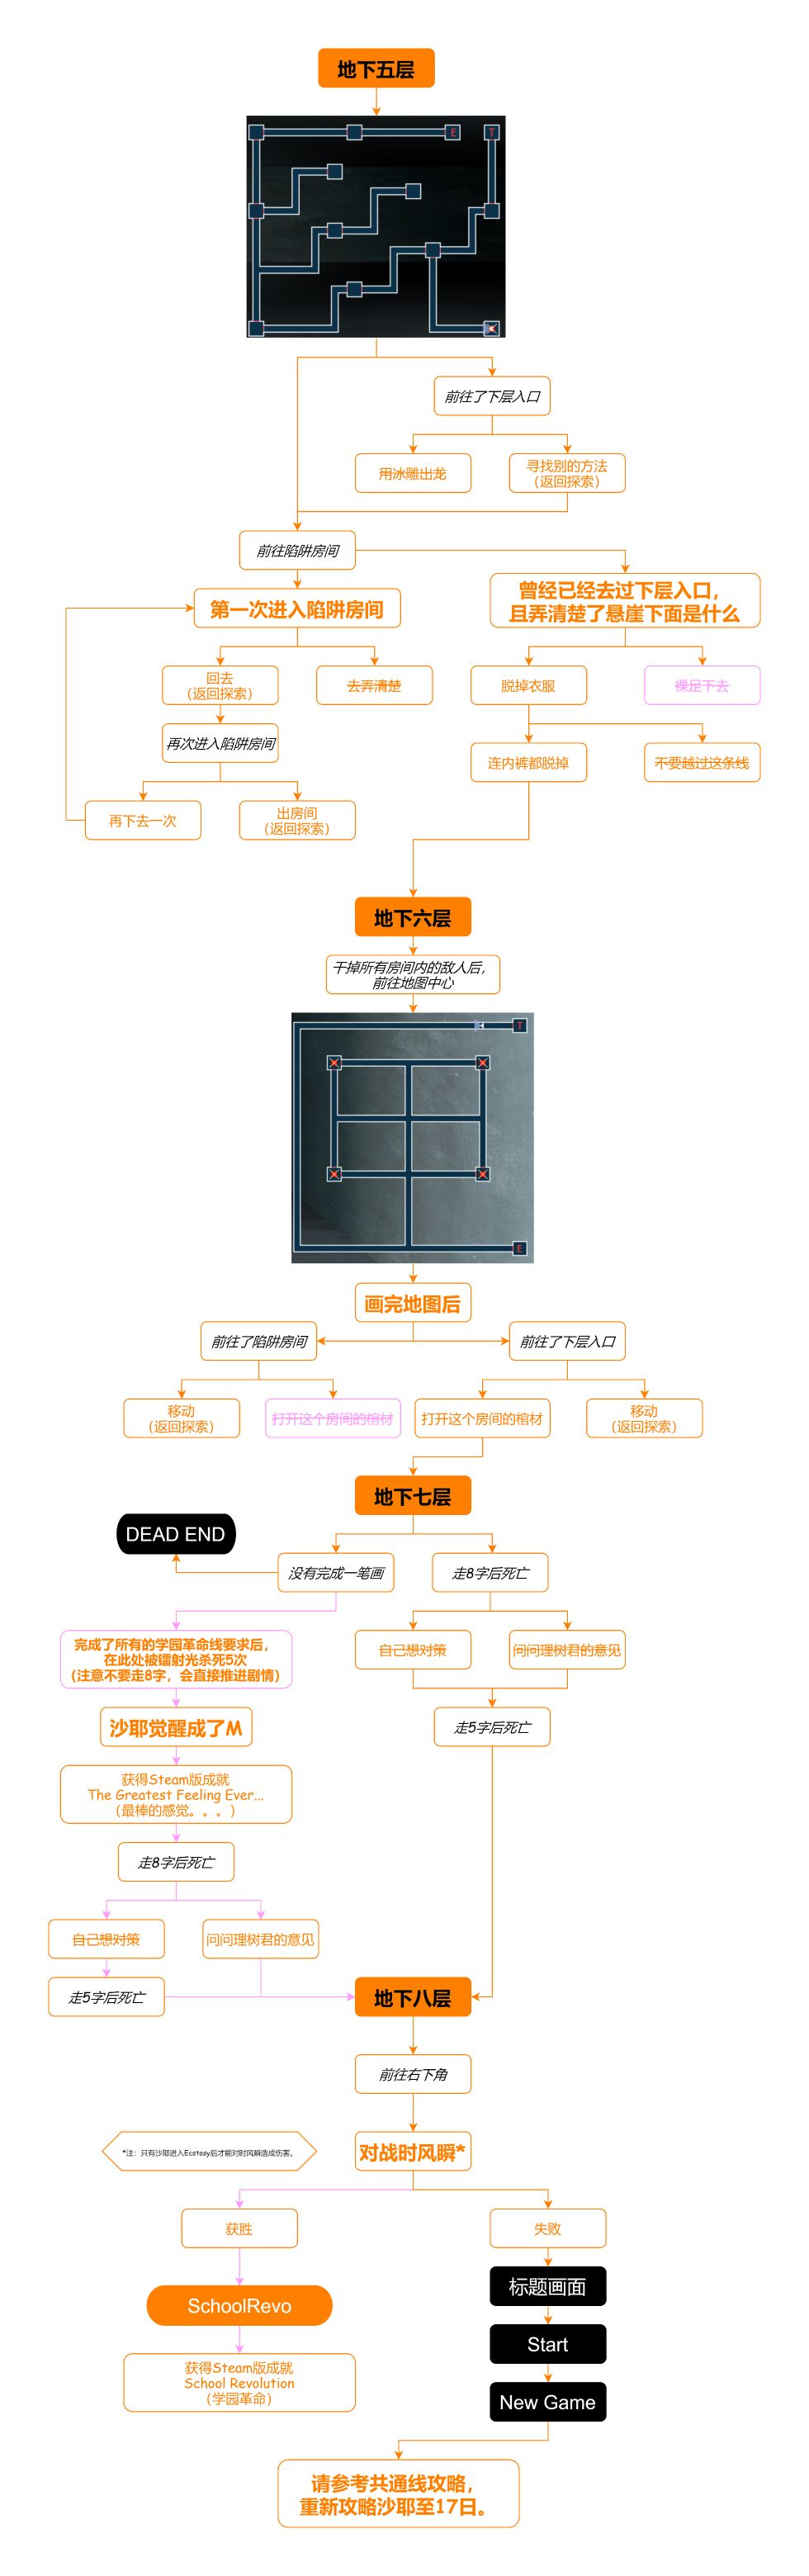 地下五层
E
T
前往了下层入口
用冰雕出龙
寻找别的方法
（返回探索）
前往陷阱房间
第一次进入陷阱房间
曾经已经去过下层入口，
且弄清楚了悬崖下面是什么
回去
（返回探索）
去弄清楚
脱掉衣服
裸足下去
再次进入陷阱房间
连内裤都脱掉
不要越过这条线
再下去一次
出房间
（返回探索）
地下六层
干掉所有房间内的敌人后，
前往地图中心
T
E
画完地图后
前往了陷阱房间
前往了下层入口
移动
（返回探索）
打开这个房间的棺材
打开这个房间的棺材
移动
（返回探索）
地下七层
DEAD END
没有完成一笔画
走8字后死亡
完成了所有的学园革命线要求后，
在此处被镭射光杀死5次
（注意不要走8字，会直接推进剧情）
自己想对策
问问理树君的意见
沙耶觉醒成了M
走5字后死亡
获得Steam版成就
The Greatest Feeling Ever...
（最棒的感觉。。。）
走8字后死亡
自己想对策
问问理树君的意见
走5字后死亡
地下八层
前往右下角
*注：只有沙耶进入Ecstasy后才能对时风瞬造成伤害。
对战时风瞬*
获胜
失败
标题画面
SchoolRevo
Start
获得Steam版成就
School Revolution
（学园革命）
New Game
请参考共通线攻略，
重新攻略沙耶至17日。